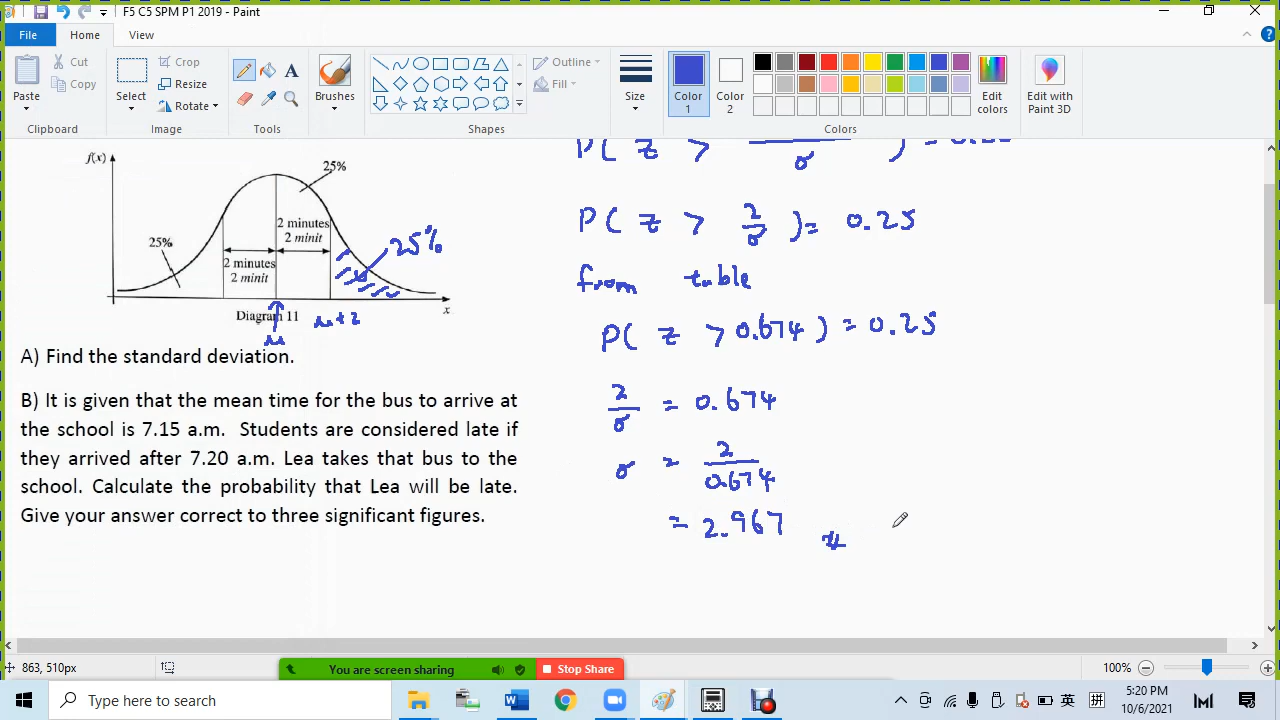 F5 C5 SPM P1 2019 - Paint
File Home View
Paste Cut Copy Clipboard
Select Crop Resize Rotate Image
Tools
Brushes
Outline Fill Shapes
Size
Color 1 Color 2 Edit colors Colors
Edit with Paint 3D
f(x)
25%
25%
2 minutes
2 minit
2 minutes
2 minit
25%
x
Diagram 11
μ
μ+2
A) Find the standard deviation.
B) It is given that the mean time for the bus to arrive at
the school is 7.15 a.m. Students are considered late if
they arrived after 7.20 a.m. Lea takes that bus to the
school. Calculate the probability that Lea will be late.
Give your answer correct to three significant figures.
P( z > 2/σ ) = 0.25
from table
P( z > 0.674 ) = 0.25
2/σ = 0.674
σ = 2/0.674
= 2.967
863, 510px
100%
You are screen sharing Stop Share
Type here to search
英 拼
5:20 PM
10/6/2021